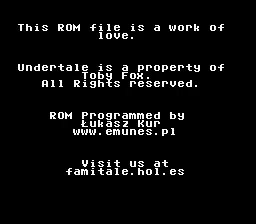 This ROM file is a work of
love.
Undertale is a property of
Toby Fox.
All Rights reserved.
ROM Programmed by
Łukasz Kur
www.emunes.pl
Visit us at
famitale.hol.es